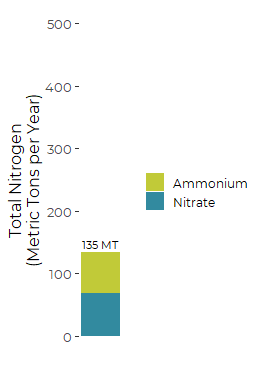 500
400
300
200
100
0
Total Nitrogen
(Metric Tons per Year)
135 MT
Ammonium
Nitrate